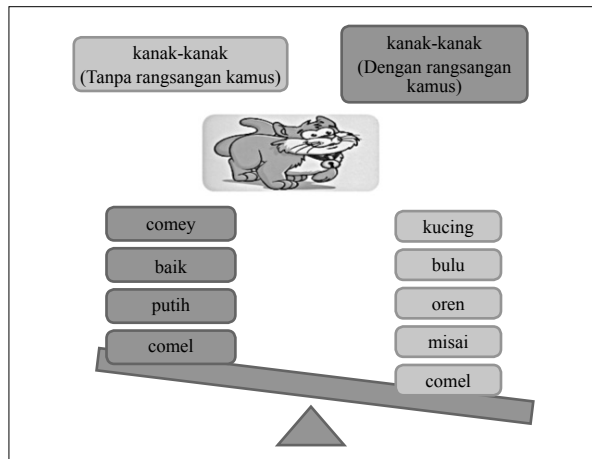 kanak-kanak
(Tanpa rangsangan kamus)
kanak-kanak
(Dengan rangsangan
kamus)
comey
baik
putih
comel
kucing
bulu
oren
misai
comel